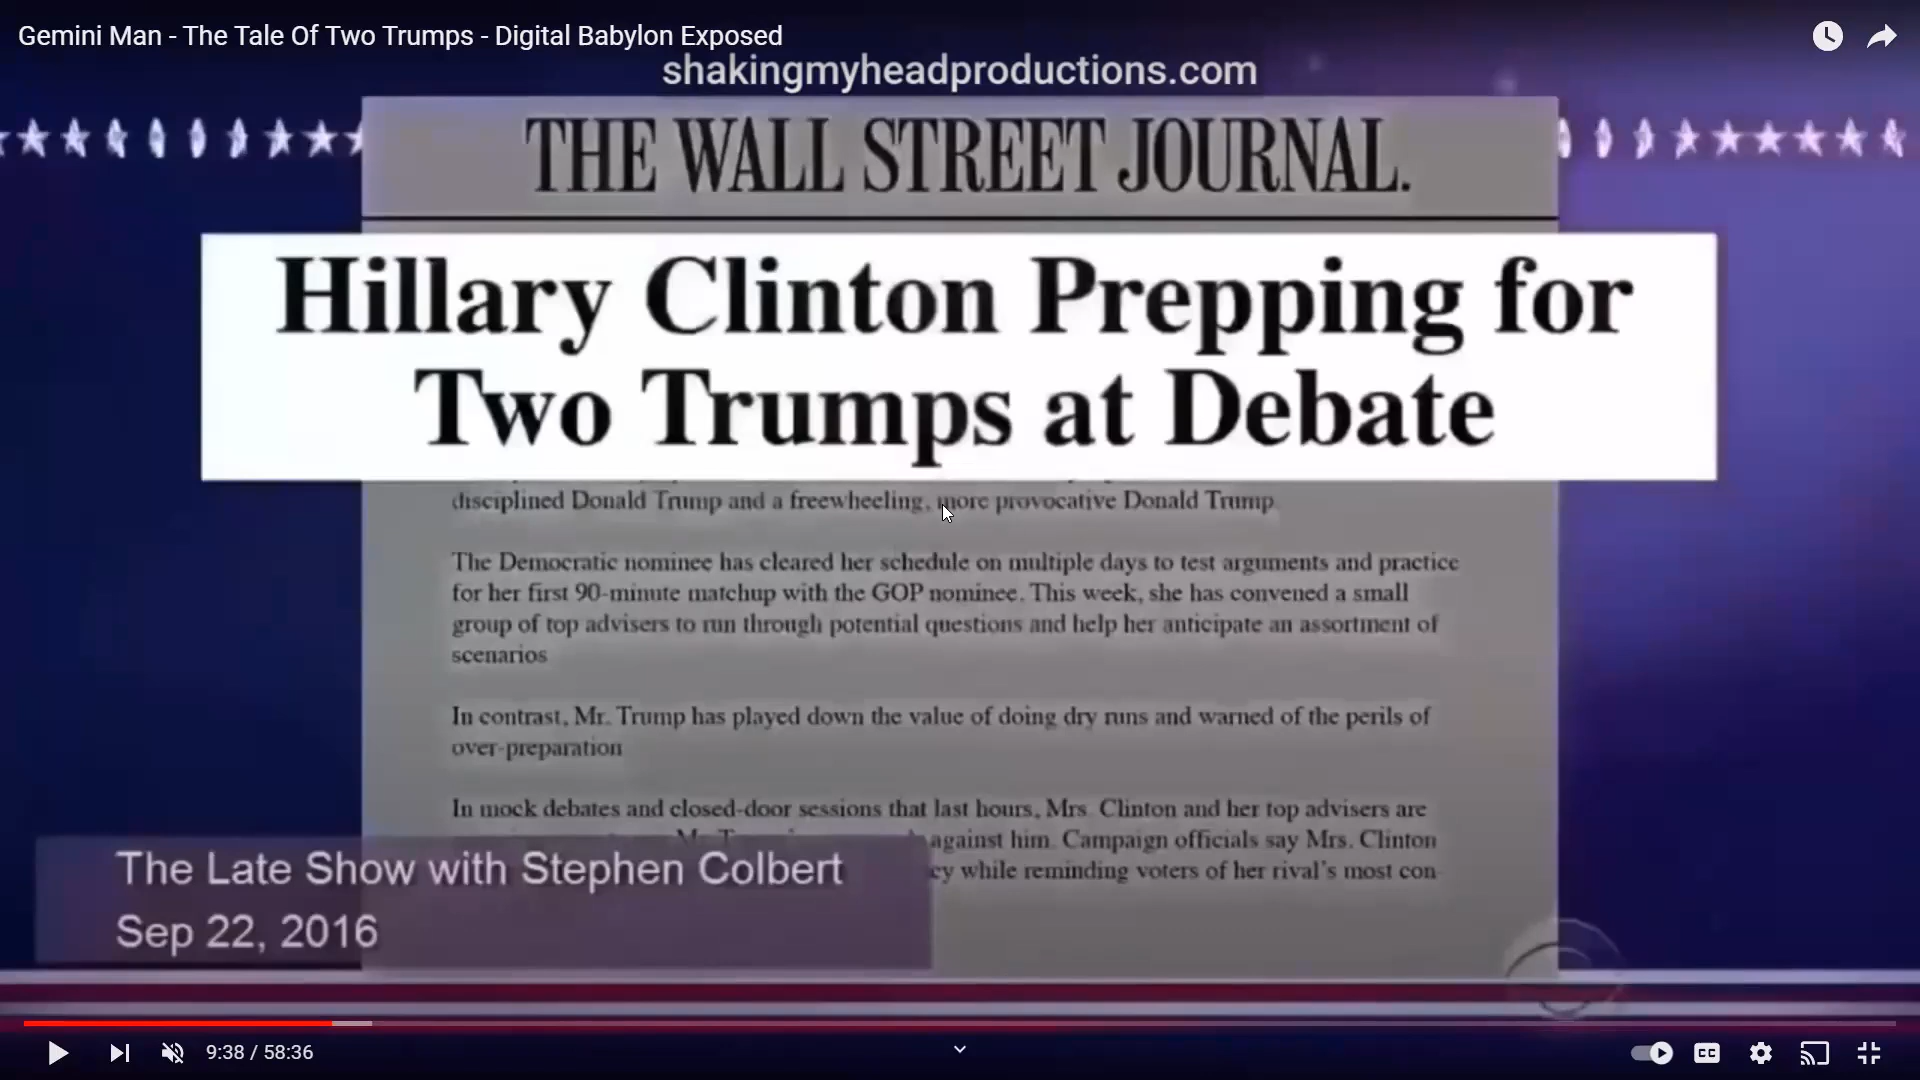 Gemini Man - The Tale Of Two Trumps - Digital Babylon Exposed
shakingmyheadproductions.com
THE WALL STREET JOURNAL.
Hillary Clinton Prepping for
Two Trumps at Debate
disciplined Donald Trump and a freewheeling, more provocative Donald Trump.
The Democratic nominee has cleared her schedule on multiple days to test arguments and practice
for her first 90-minute matchup with the GOP nominee. This week, she has convened a small
group of top advisers to run through potential questions and help her anticipate an assortment of
scenarios
In contrast, Mr. Trump has played down the value of doing dry runs and warned of the perils of
over-preparation
In mock debates and closed-door sessions that last hours, Mrs. Clinton and her top advisers are
against him. Campaign officials say Mrs. Clinton
while reminding voters of her rival's most con-
The Late Show with Stephen Colbert
Sep 22, 2016
9:38 / 58:36
CC